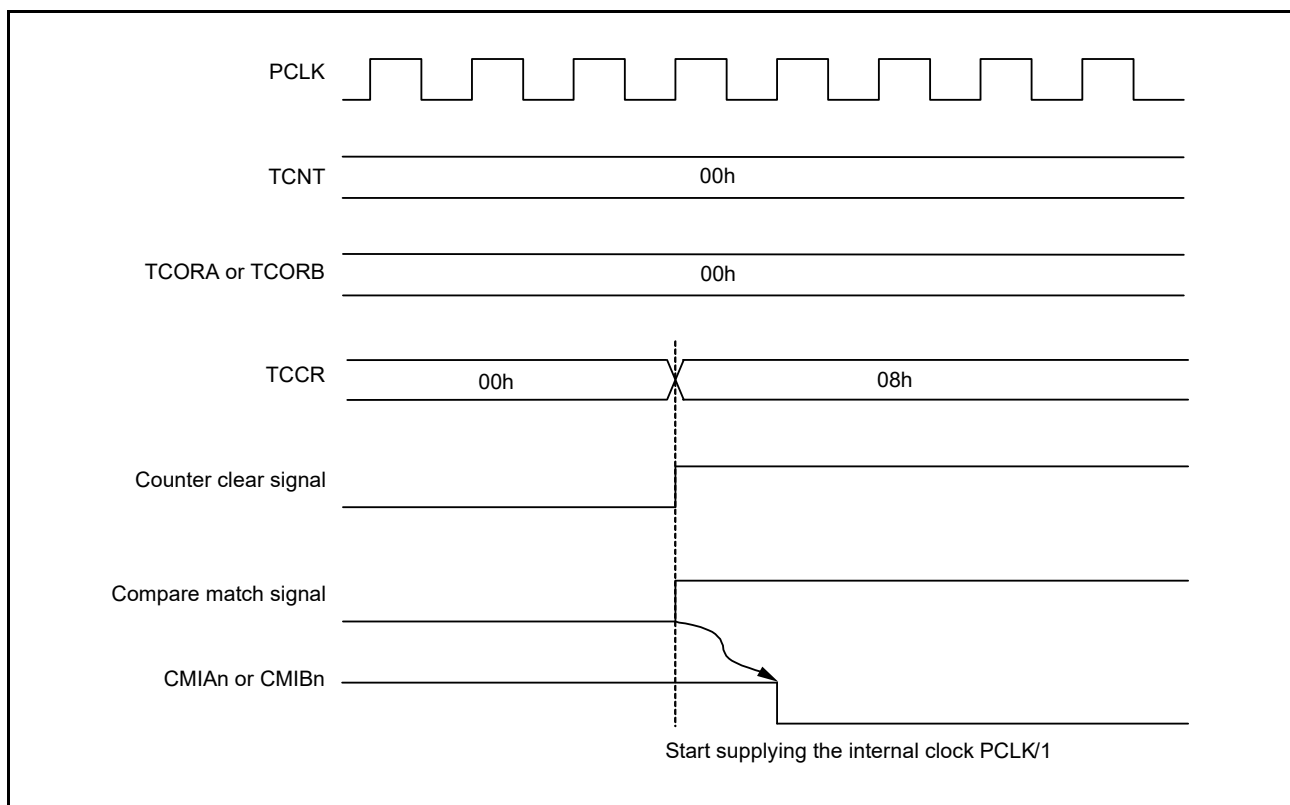 PCLK
TCNT
00h
TCORA or TCORB
00h
TCCR
00h
08h
Counter clear signal
Compare match signal
CMIAn or CMIBn
Start supplying the internal clock PCLK/1